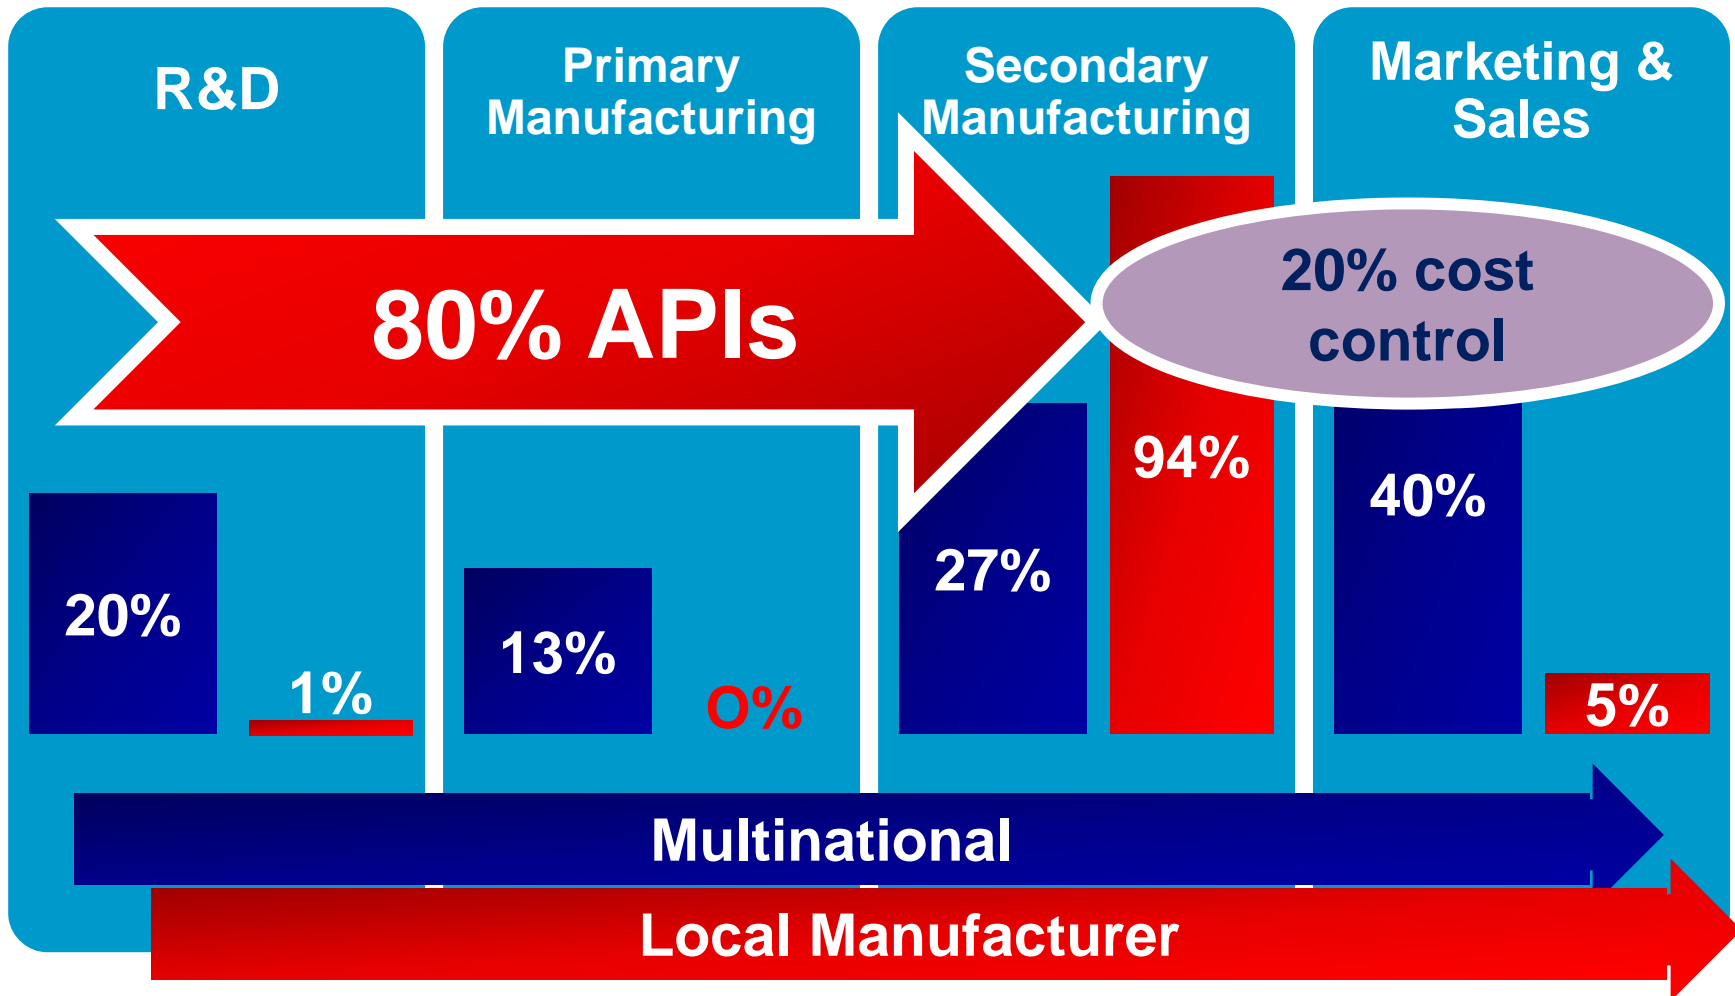 R&D
Primary
Manufacturing
Secondary
Manufacturing
Marketing &
Sales
80% APIs
20% cost
control
20%
1%
13%
O%
27%
94%
40%
5%
Multinational
Local Manufacturer